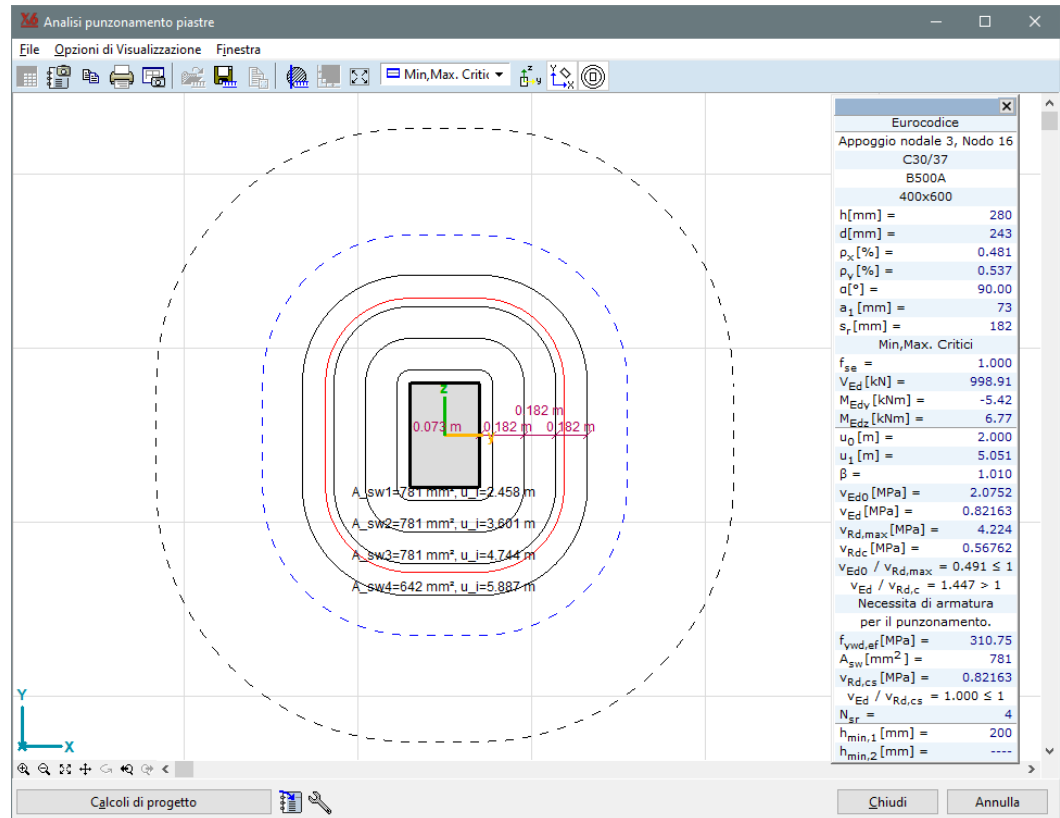 Analisi punzonamento piastre
File Opzioni di Visualizzazione Finestra
Min,Max. Critic
z
y
0.182 m
0.073 m 0.182 m 0.182 m
A_sw1=781 mm², u_i=2.458 m
A_sw2=781 mm², u_i=3.601 m
A_sw3=781 mm², u_i=4.744 m
A_sw4=642 mm², u_i=5.887 m
Y
X
Eurocodice
Appoggio nodale 3, Nodo 16
C30/37
B500A
400x600
h[mm] = 280
d[mm] = 243
ρx[%] = 0.481
ρy[%] = 0.537
α[°] = 90.00
a1[mm] = 73
sr[mm] = 182
Min,Max. Critici
fse = 1.000
VEd[kN] = 998.91
MEdy[kNm] = -5.42
MEdz[kNm] = 6.77
u0[m] = 2.000
u1[m] = 5.051
β = 1.010
vEd0[MPa] = 2.0752
vEd[MPa] = 0.82163
vRd,max[MPa] = 4.224
vRdc[MPa] = 0.56762
vEd0 / vRd,max = 0.491 ≤ 1
vEd / vRd,c = 1.447 > 1
Necessita di armatura
per il punzonamento.
fywd,ef[MPa] = 310.75
Asw[mm²] = 781
vRd,cs[MPa] = 0.82163
vEd / vRd,cs = 1.000 ≤ 1
Nsr = 4
hmin,1[mm] = 200
hmin,2[mm] = ----
Calcoli di progetto
Chiudi
Annulla